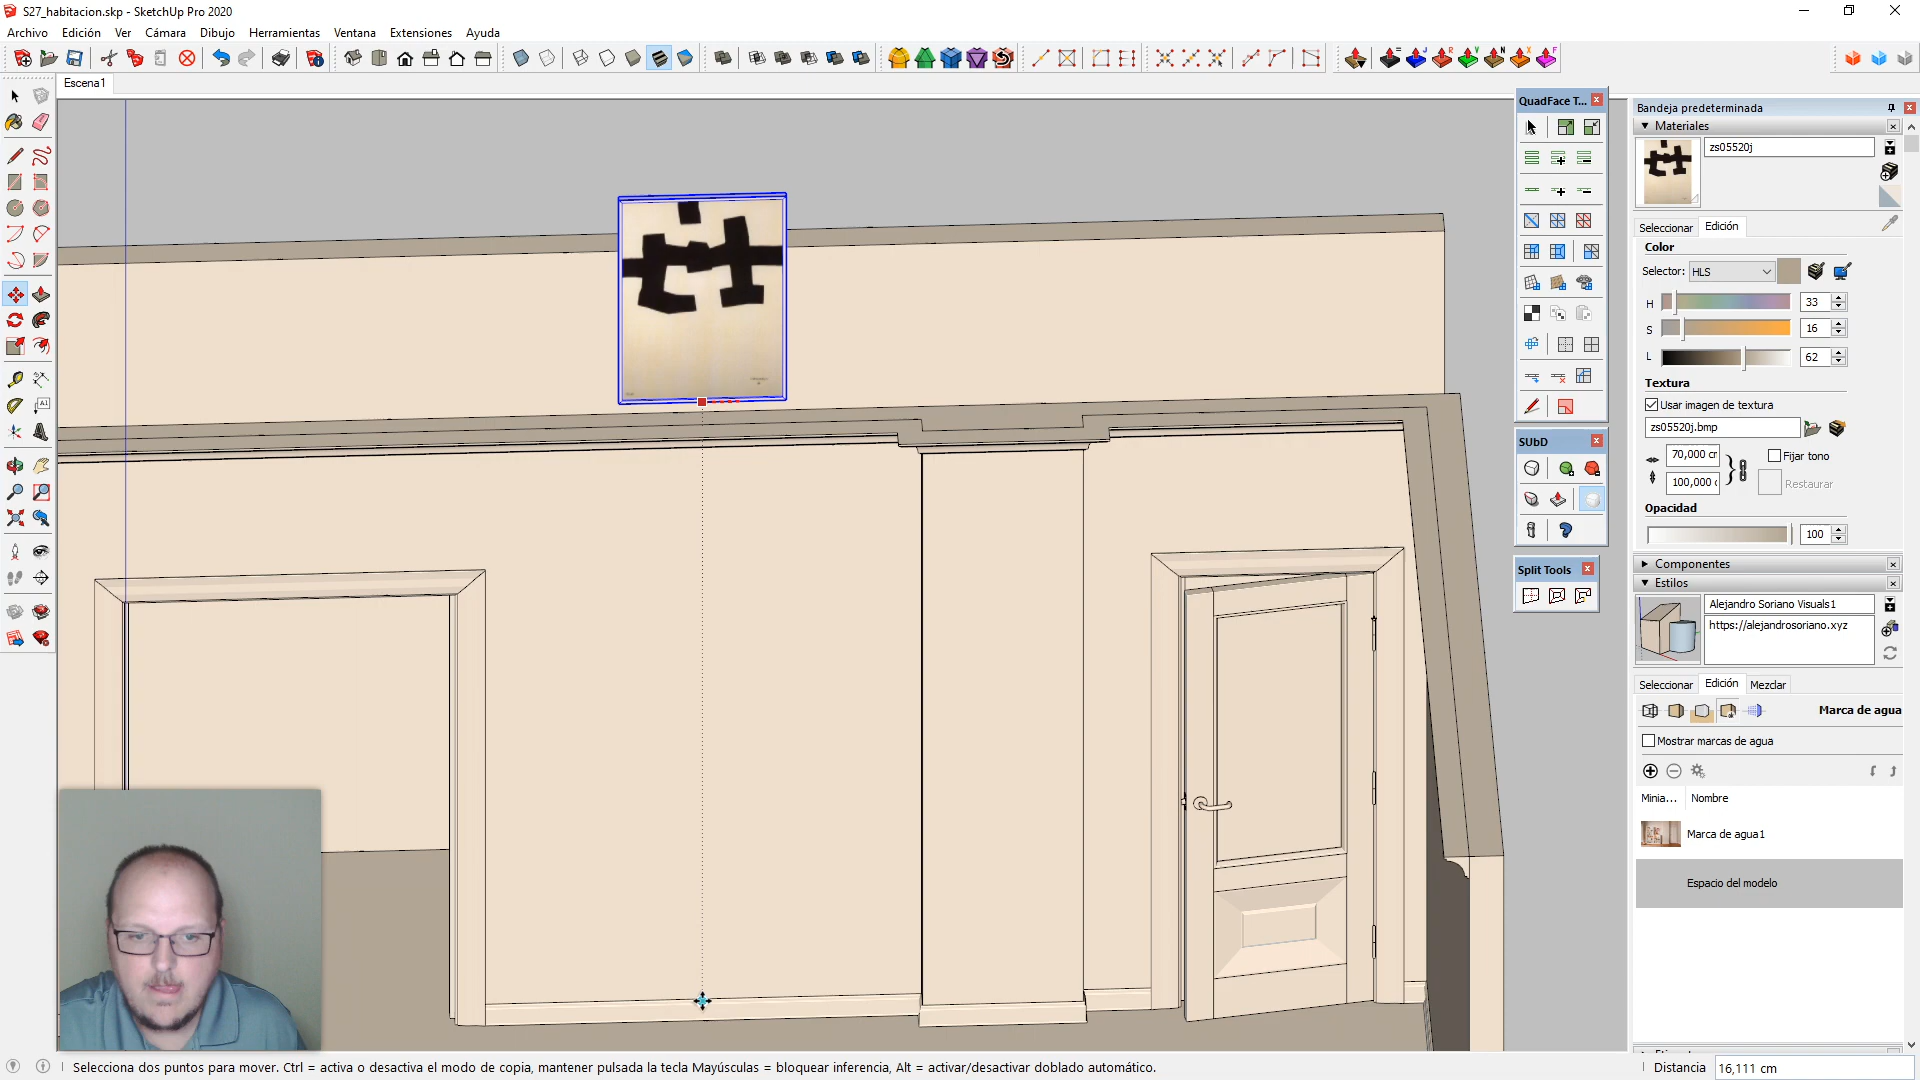 S27_habitacion.skp - SketchUp Pro 2020
Archivo Edición Ver Cámara Dibujo Herramientas Ventana Extensiones Ayuda
Escena1
QuadFace T...
SUbD
Split Tools
Bandeja predeterminada
Materiales
zs05520j
Seleccionar Edición
Color
Selector: HLS
H 33
S 16
L 62
Textura
Usar imagen de textura
zs05520j.bmp
70,000 cr
Fijar tono
100,000 (
Restaurar
Opacidad
100
Componentes
Estilos
Alejandro Soriano Visuals1
https://alejandrosoriano.xyz
Seleccionar Edición Mezclar
Marca de agua
Mostrar marcas de agua
Minia... Nombre
Marca de agua1
Espacio del modelo
Selecciona dos puntos para mover. Ctrl = activa o desactiva el modo de copia, mantener pulsada la tecla Mayúsculas = bloquear inferencia, Alt = activar/desactivar doblado automático.
Distancia 16,111 cm